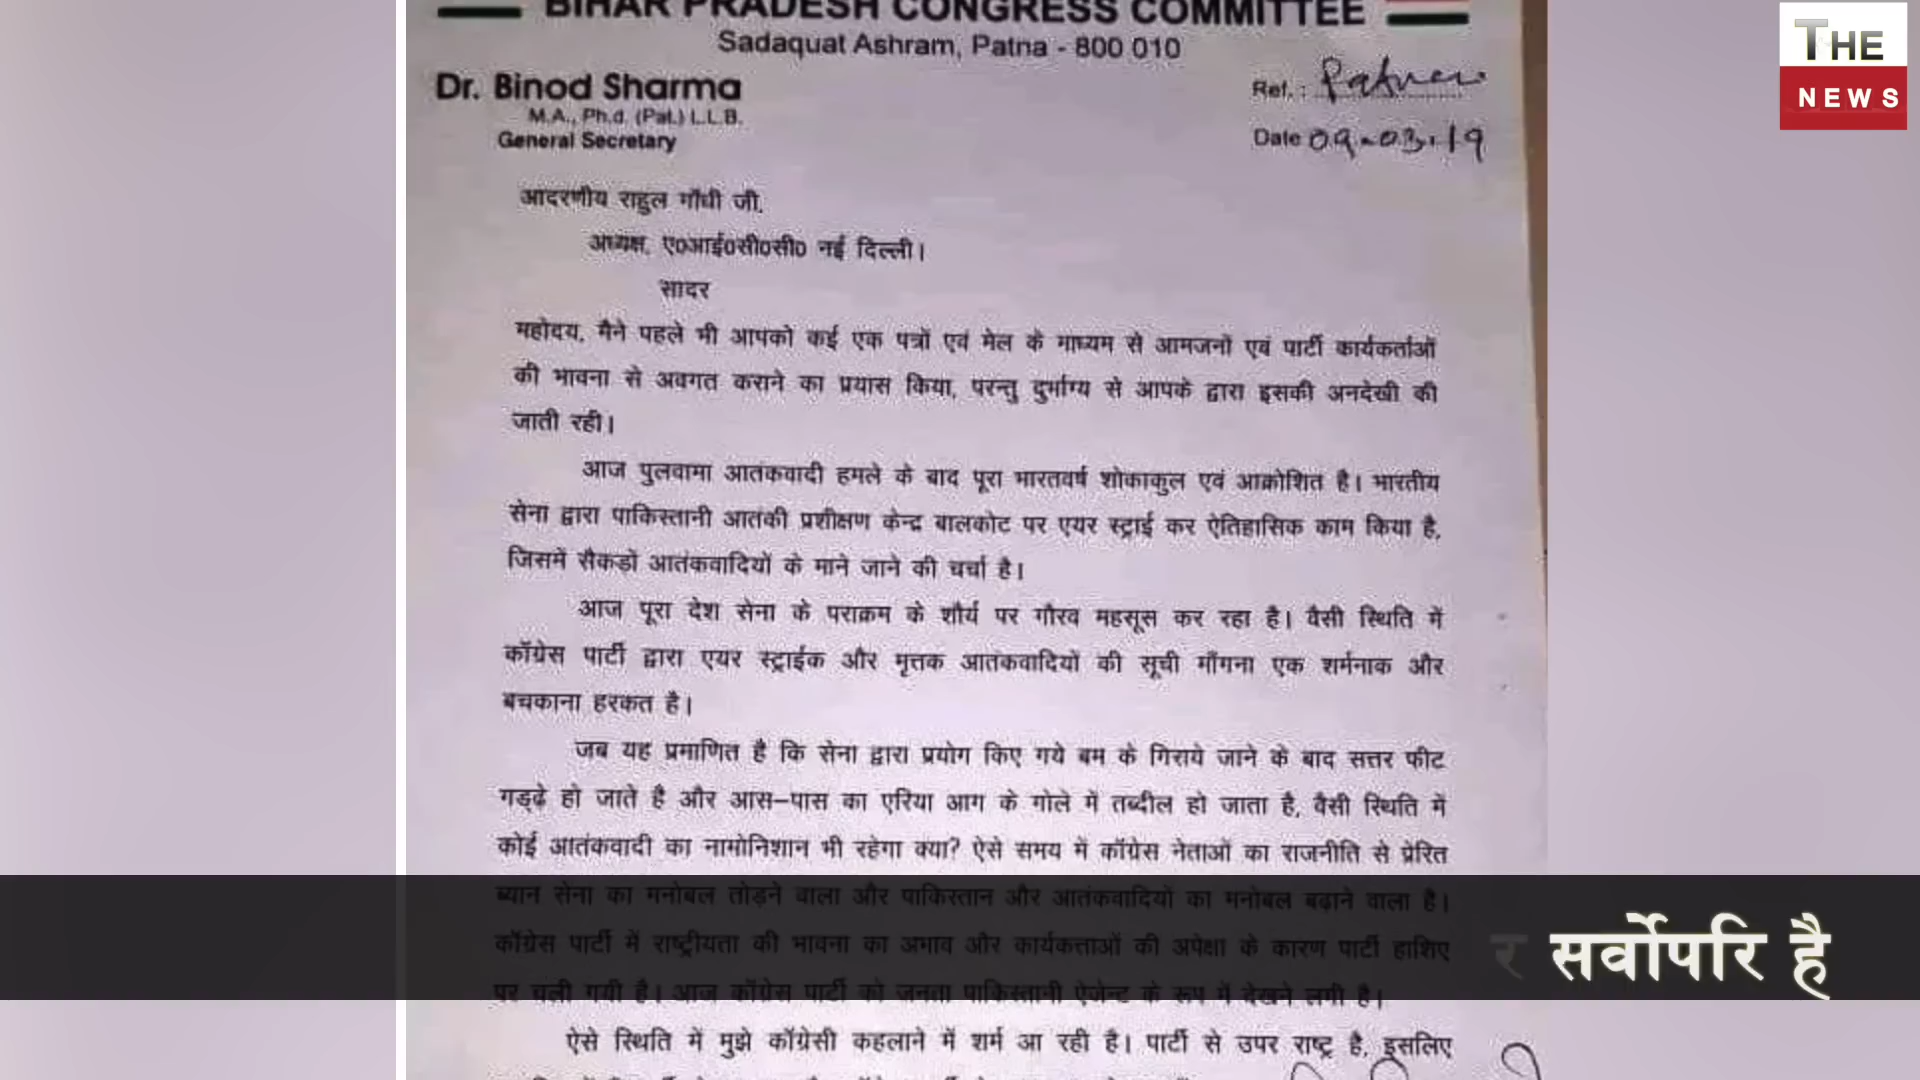 BIHAR PRADESH CONGRESS COMMITTEE
Sadaquat Ashram, Patna - 800 010
Dr. Binod Sharma
M.A., Ph.d. (Pat.) L.L.B.
General Secretary
Ref. : Patna
Date 09-03-19
THE
NEWS
आदरणीय राहुल गाँधी जी,
अध्यक्ष, ए०आई०सी०सी० नई दिल्ली।
सादर
महोदय, मैने पहले भी आपको कई एक पत्रों एवं मेल के माध्यम से आमजनों एवं पार्टी कार्यकर्ताओं
की भावना से अवगत कराने का प्रयास किया, परन्तु दुर्भाग्य से आपके द्वारा इसकी अनदेखी की
जाती रही।
आज पुलवामा आतंकवादी हमले के बाद पूरा भारतवर्ष शोकाकुल एवं आक्रोशित है। भारतीय
सेना द्वारा पाकिस्तानी आतंकी प्रशीक्षण केन्द्र बालकोट पर एयर स्ट्राई कर ऐतिहासिक काम किया है,
जिसमें सैकडों आतंकवादियों के माने जाने की चर्चा है।
आज पूरा देश सेना के पराक्रम के शौर्य पर गौरव महसूस कर रहा है। वैसी स्थिति में
कॉग्रेस पार्टी द्वारा एयर स्ट्राईक और मृत्तक आतंकवादियों की सूची माँगना एक शर्मनाक और
बचकाना हरकत है।
जब यह प्रमाणित है कि सेना द्वारा प्रयोग किए गये बम के गिराये जाने के बाद सत्तर फीट
गड्ढ़े हो जाते है और आस-पास का एरिया आग के गोले में तब्दील हो जाता है, वैसी स्थिति में
कोई आतंकवादी का नामोनिशान भी रहेगा क्या? ऐसे समय में कॉग्रेस नेताओं का राजनीति से प्रेरित
ब्यान सेना का मनोबल तोड़ने वाला और पाकिस्तान और आतंकवादियों का मनोबल बढ़ाने वाला है।
कॉग्रेस पार्टी में राष्ट्रीयता की भावना का अभाव और कार्यकत्ताओं की अपेक्षा के कारण पार्टी हाशिए
पर चली गयी है। आज कॉग्रेस पार्टी को जनता पाकिस्तानी ऐजेन्ट के रूप में देखने लगी है।
र सर्वोपरि है
ऐसे स्थिति में मुझे कॉग्रेसी कहलाने में शर्म आ रही है। पार्टी से उपर राष्ट्र है, इसलिए